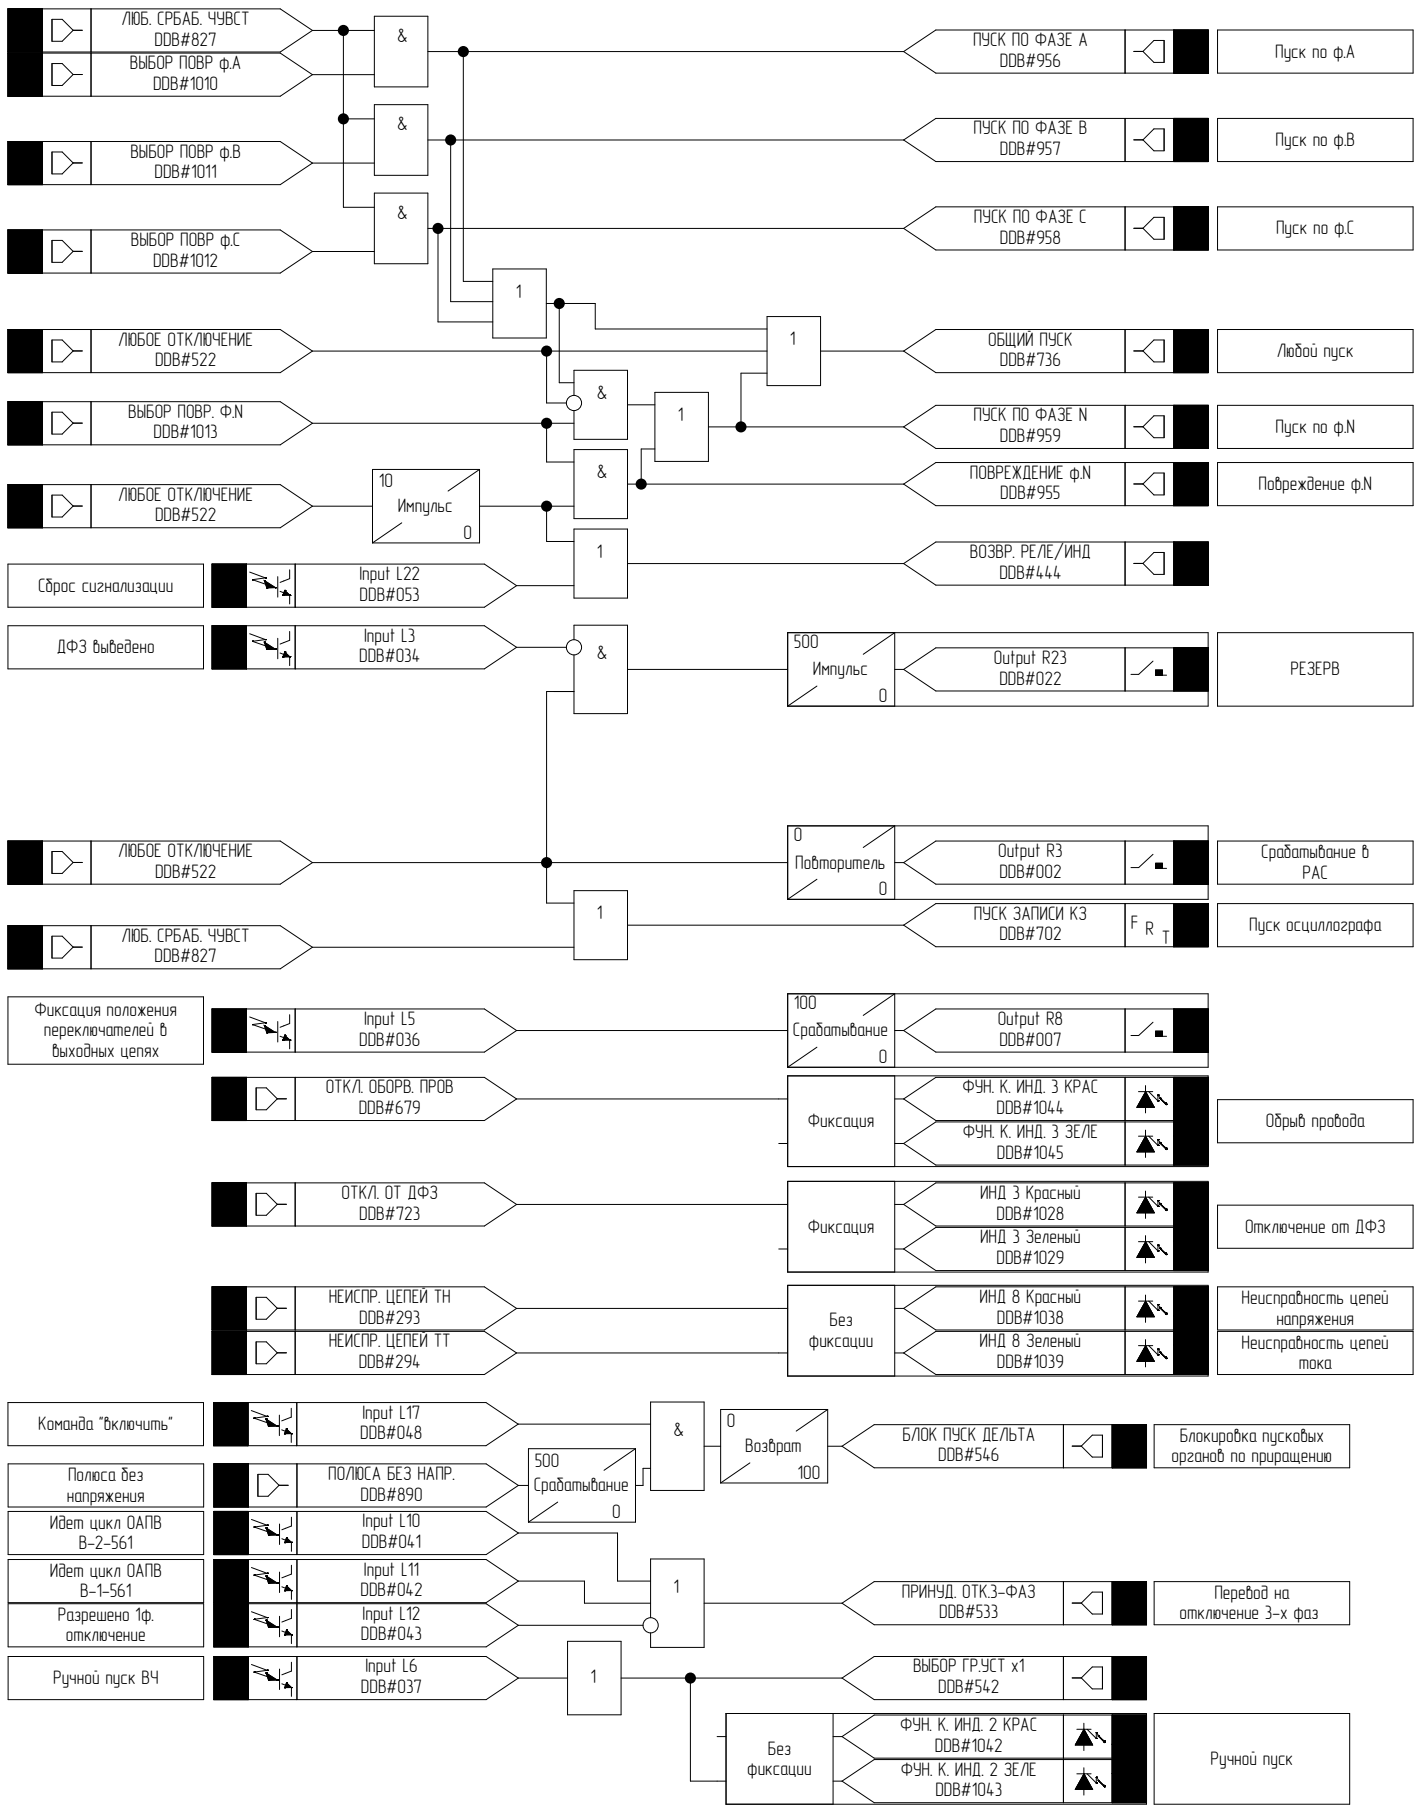 ЛЮБ. СРБАБ. ЧУВСТ
DDB#827
&
ПУСК ПО ФАЗЕ А
DDB#956
Пуск по ф.А
ВЫБОР ПОВР ф.А
DDB#1010
&
ПУСК ПО ФАЗЕ В
DDB#957
Пуск по ф.В
ВЫБОР ПОВР ф.В
DDB#1011
&
ПУСК ПО ФАЗЕ С
DDB#958
Пуск по ф.С
ВЫБОР ПОВР ф.С
DDB#1012
1
ЛЮБОЕ ОТКЛЮЧЕНИЕ
DDB#522
1
ОБЩИЙ ПУСК
DDB#736
Любой пуск
ВЫБОР ПОВР. Ф.N
DDB#1013
&
1
ПУСК ПО ФАЗЕ N
DDB#959
Пуск по ф.N
ЛЮБОЕ ОТКЛЮЧЕНИЕ
DDB#522
10
Импульс
0
&
ПОВРЕЖДЕНИЕ ф.N
DDB#955
Повреждение ф.N
1
ВОЗВР. РЕЛЕ/ИНД
DDB#444
Сброс сигнализации
Input L22
DDB#053
ДФЗ выведено
Input L3
DDB#034
&
500
Импульс
0
Output R23
DDB#022
РЕЗЕРВ
ЛЮБОЕ ОТКЛЮЧЕНИЕ
DDB#522
0
Повторитель
0
Output R3
DDB#002
Срабатывание в
РАС
1
ПУСК ЗАПИСИ КЗ
DDB#702
F R T
Пуск осциллографа
ЛЮБ. СРБАБ. ЧУВСТ
DDB#827
Фиксация положения
переключателей в
выходных цепях
Input L5
DDB#036
100
Срабатывание
0
Output R8
DDB#007
ОТКЛ. ОБОРВ. ПРОВ
DDB#679
Фиксация
ФУН. К. ИНД. 3 КРАС
DDB#1044
ФУН. К. ИНД. 3 ЗЕЛЕ
DDB#1045
Обрыв провода
ОТКЛ. ОТ ДФЗ
DDB#723
Фиксация
ИНД 3 Красный
DDB#1028
ИНД 3 Зеленый
DDB#1029
Отключение от ДФЗ
НЕИСПР. ЦЕПЕЙ ТН
DDB#293
НЕИСПР. ЦЕПЕЙ ТТ
DDB#294
Без
фиксации
ИНД 8 Красный
DDB#1038
ИНД 8 Зеленый
DDB#1039
Неисправность цепей
напряжения
Неисправность цепей
тока
Команда "включить"
Input L17
DDB#048
&
0
Возврат
100
БЛОК ПУСК ДЕЛЬТА
DDB#546
Блокировка пусковых
органов по приращению
Полюса без
напряжения
ПОЛЮСА БЕЗ НАПР.
DDB#890
500
Срабатывание
0
Идет цикл ОАПВ
В-2-561
Input L10
DDB#041
Идет цикл ОАПВ
В-1-561
Input L11
DDB#042
1
ПРИНУД. ОТК.3-ФАЗ
DDB#533
Перевод на
отключение 3-х фаз
Разрешено 1ф.
отключение
Input L12
DDB#043
Ручной пуск ВЧ
Input L6
DDB#037
1
ВЫБОР ГР.УСТ х1
DDB#542
Без
фиксации
ФУН. К. ИНД. 2 КРАС
DDB#1042
ФУН. К. ИНД. 2 ЗЕЛЕ
DDB#1043
Ручной пуск